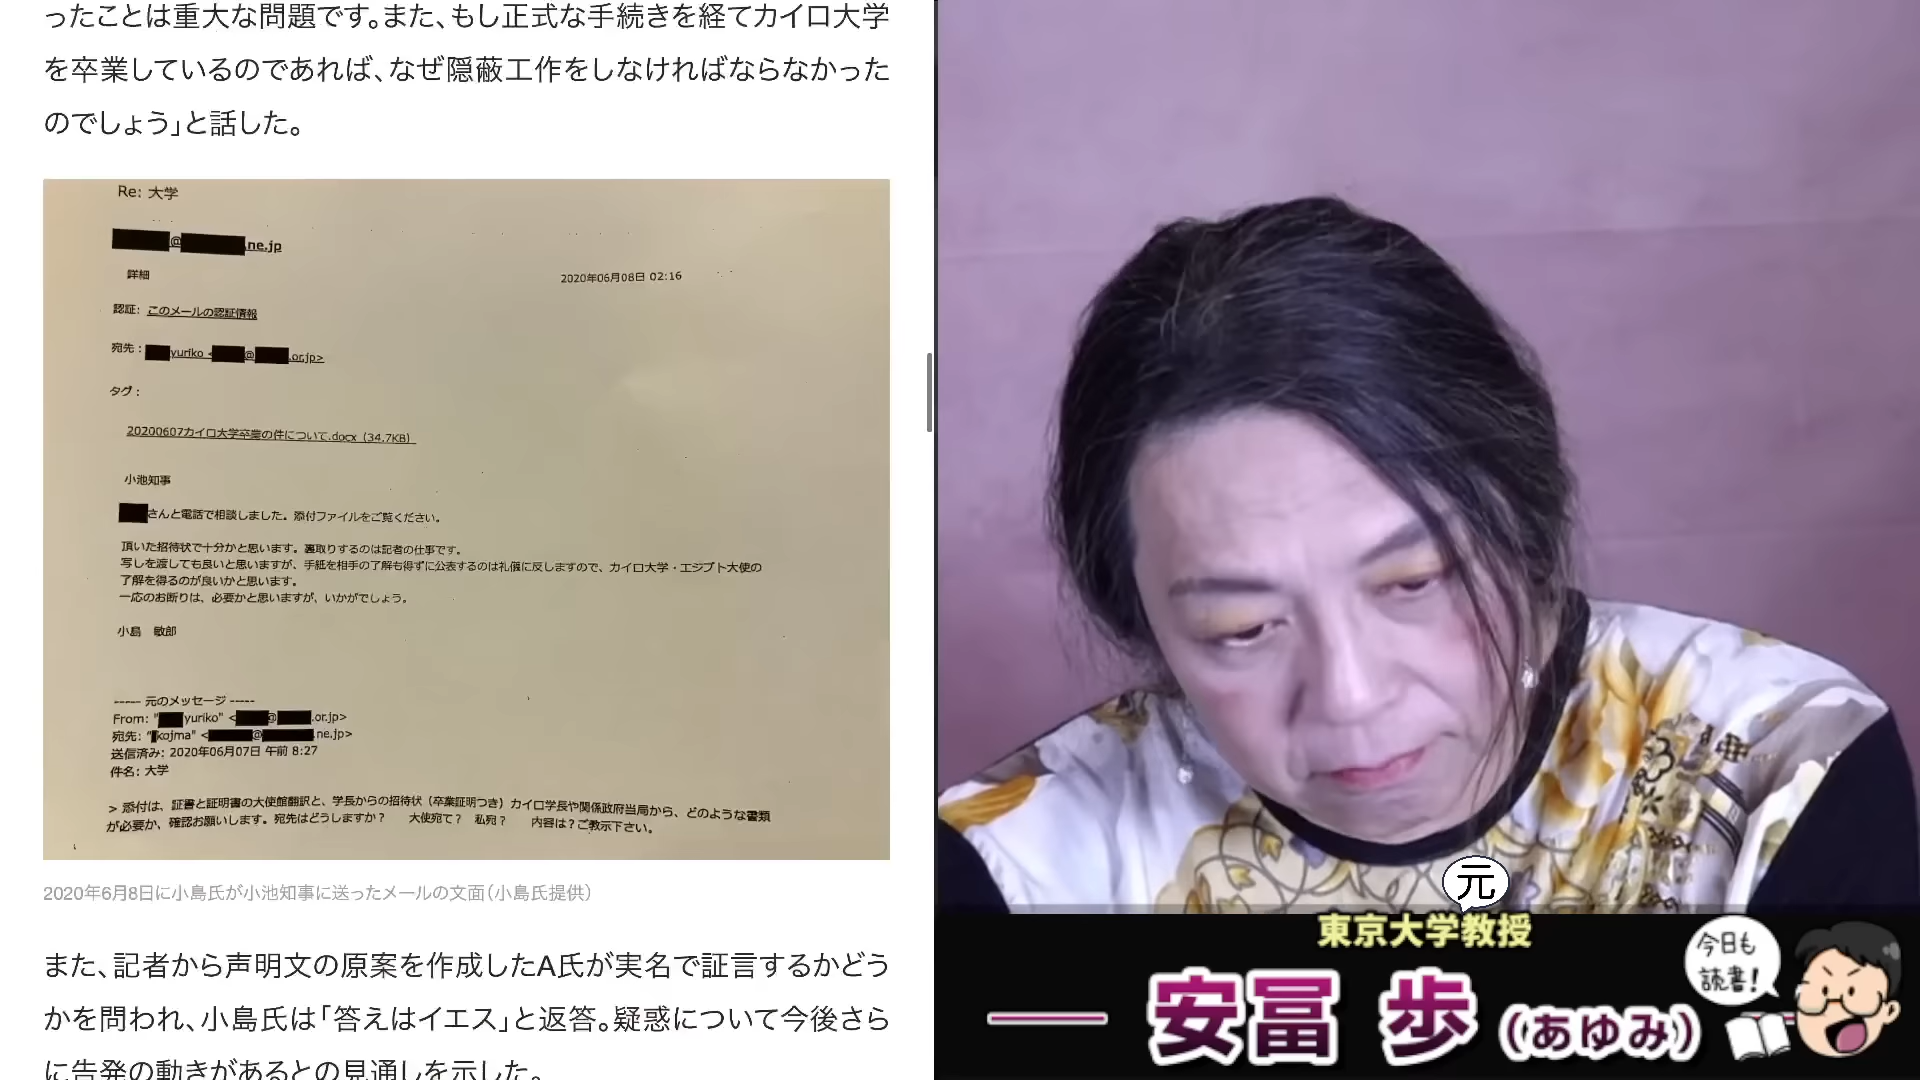 ったことは重大な問題です。また、もし正式な手続きを経てカイロ大学
を卒業しているのであれば、なぜ隠蔽工作をしなければならなかった
のでしょう」と話した。
Re: 大学
@ .ne.jp
詳細
2020年06月08日 02:16
認証: このメールの認証情報
宛先: yuriko < @ .or.jp>
タグ:
20200607カイロ大学卒業の件について.docx (34.7KB)
小池知事
さんと電話で相談しました。添付ファイルをご覧ください。
頂いた招待状で十分かと思います。裏取りするのは記者の仕事です。
写しを渡しても良いと思いますが、手紙を相手の了解も得ずに公表するのは礼儀に反しますので、カイロ大学・エジプト大使の
了解を得るのが良いかと思います。
一応のお断りは、必要かと思いますが、いかがでしょう。
小島 敏郎
----- 元のメッセージ -----
From: " yuriko" < @ .or.jp>
宛先: " kojma" < @ .ne.jp>
送信済み: 2020年06月07日 午前 8:27
件名: 大学
> 添付は、証書と証明書の大使館翻訳と、学長からの招待状（卒業証明つき）カイロ学長や関係政府当局から、どのような書類
が必要か、確認お願いします。宛先はどうしますか？ 大使宛て？ 私宛？ 内容は？ご教示下さい。
2020年6月8日に小島氏が小池知事に送ったメールの文面（小島氏提供）
また、記者から声明文の原案を作成したA氏が実名で証言するかどう
かを問われ、小島氏は「答えはイエス」と返答。疑惑について今後さら
に告発の動きがあるとの見通しを示した。
元
東京大学教授
安冨 歩 (あゆみ)
今日も
読書!